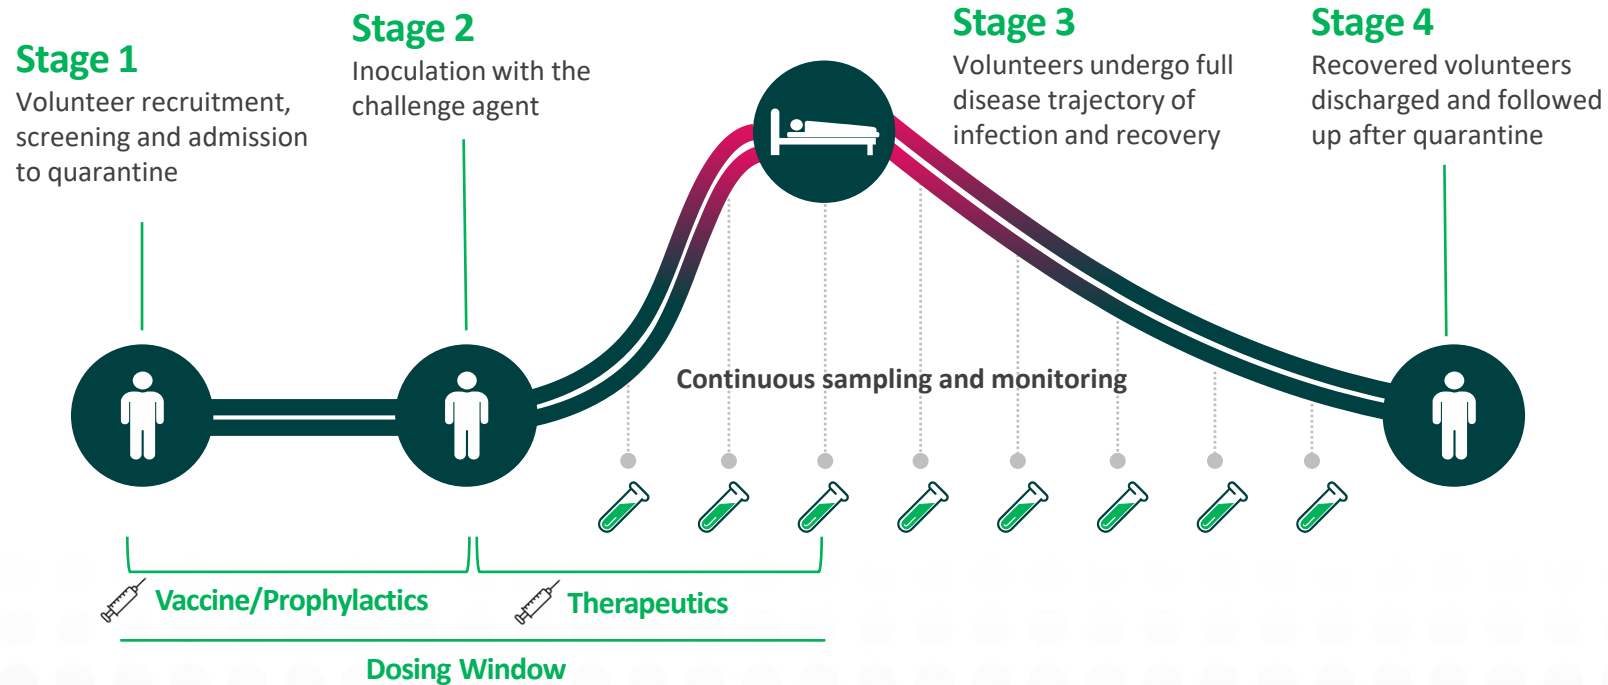 Stage 1
Volunteer recruitment,
screening and admission
to quarantine
Stage 2
Inoculation with the
challenge agent
Stage 3
Volunteers undergo full
disease trajectory of
infection and recovery
Stage 4
Recovered volunteers
discharged and followed
up after quarantine
Continuous sampling and monitoring
Vaccine/Prophylactics
Therapeutics
Dosing Window